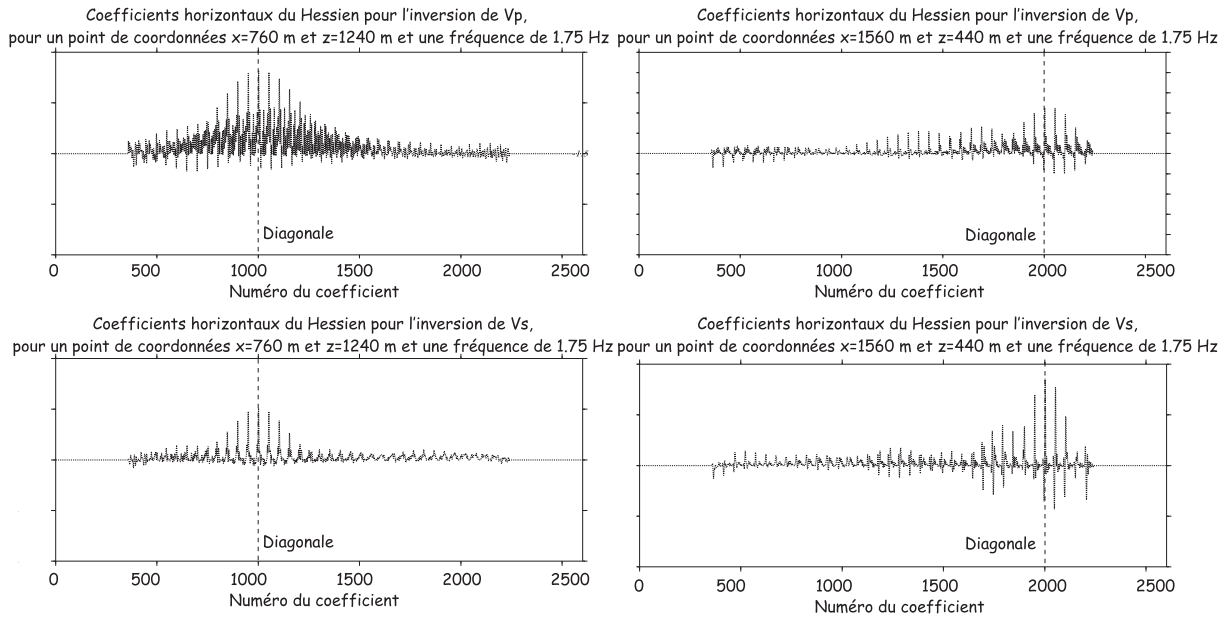 Coefficients horizontaux du Hessien pour l'inversion de Vp,
pour un point de coordonnées x=760 m et z=1240 m et une fréquence de 1.75 Hz
Diagonale
0 500 1000 1500 2000 2500
Numéro du coefficient
Coefficients horizontaux du Hessien pour l'inversion de Vp,
pour un point de coordonnées x=1560 m et z=440 m et une fréquence de 1.75 Hz
Diagonale
0 500 1000 1500 2000 2500
Numéro du coefficient
Coefficients horizontaux du Hessien pour l'inversion de Vs,
pour un point de coordonnées x=760 m et z=1240 m et une fréquence de 1.75 Hz
Diagonale
0 500 1000 1500 2000 2500
Numéro du coefficient
Coefficients horizontaux du Hessien pour l'inversion de Vs,
pour un point de coordonnées x=1560 m et z=440 m et une fréquence de 1.75 Hz
Diagonale
0 500 1000 1500 2000 2500
Numéro du coefficient